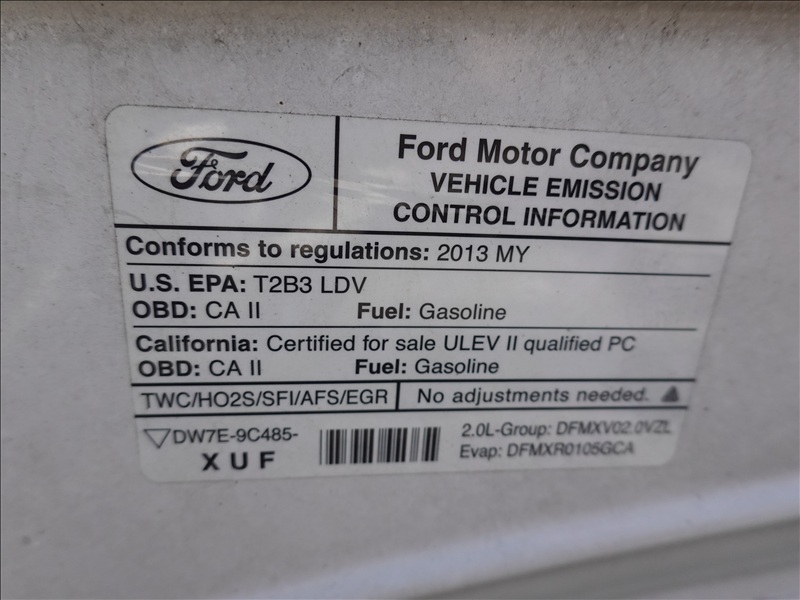 Ford
Ford Motor Company
VEHICLE EMISSION
CONTROL INFORMATION
Conforms to regulations: 2013 MY
U.S. EPA: T2B3 LDV
OBD: CA II Fuel: Gasoline
California: Certified for sale ULEV II qualified PC
OBD: CA II Fuel: Gasoline
TWC/HO2S/SFI/AFS/EGR No adjustments needed.
DW7E-9C485-
XUF
2.0L-Group: DFMXV02.0VZL
Evap: DFMXR0105GCA